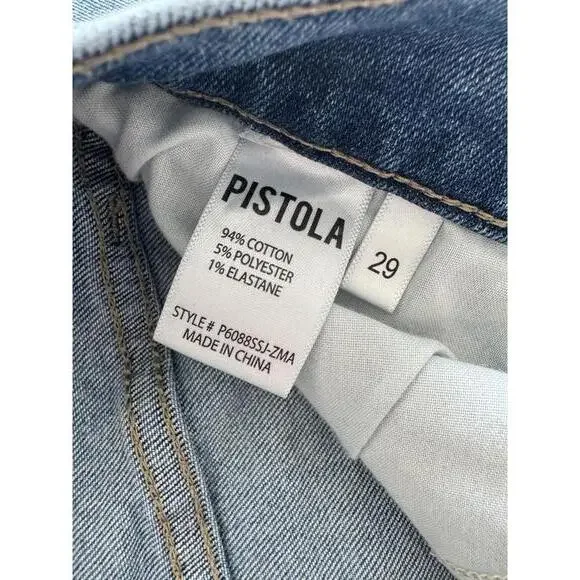 PISTOLA
94% COTTON
5% POLYESTER
1% ELASTANE
STYLE# P6088SSJ-ZMA
MADE IN CHINA
29